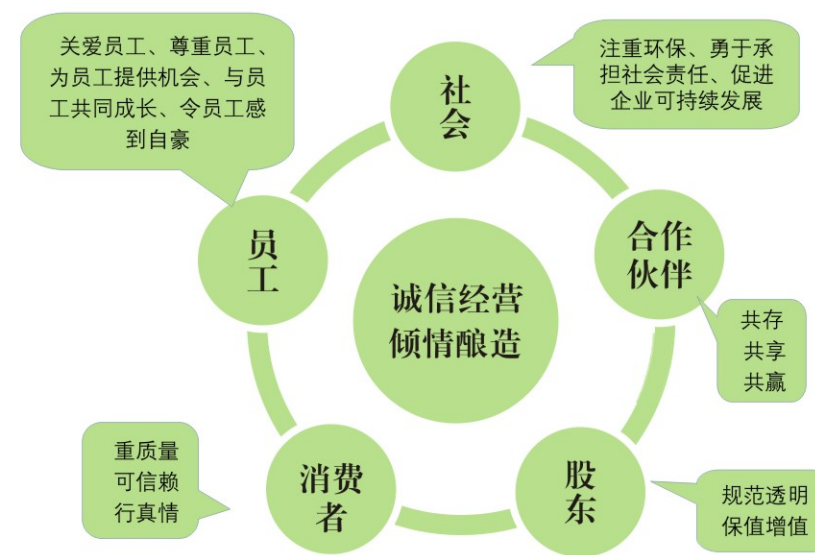 关爱员工、尊重员工、
为员工提供机会、与员
工共同成长、令员工感
到自豪
社
会
注重环保、勇于承
担社会责任、促进
企业可持续发展
员
工
合作
伙伴
诚信经营
倾情酿造
共存
共享
共赢
重质量
可信赖
行真情
消费
者
股
东
规范透明
保值增值